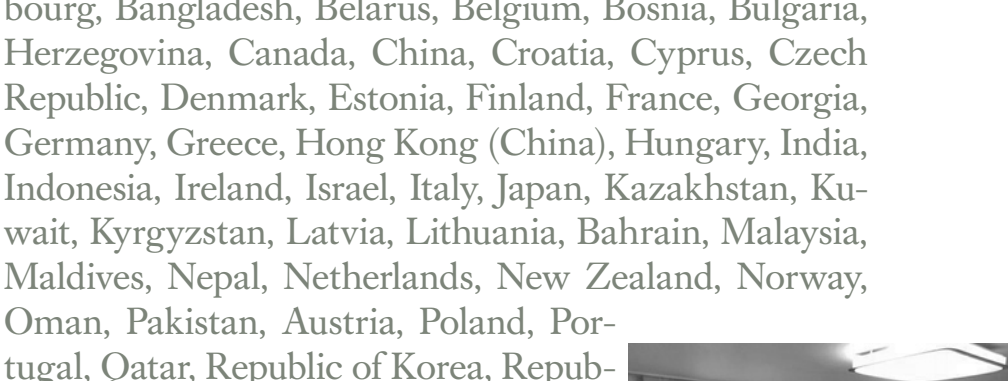 bourg, Bangladesh, Belarus, Belgium, Bosnia, Bulgaria,
Herzegovina, Canada, China, Croatia, Cyprus, Czech
Republic, Denmark, Estonia, Finland, France, Georgia,
Germany, Greece, Hong Kong (China), Hungary, India,
Indonesia, Ireland, Israel, Italy, Japan, Kazakhstan, Ku-
wait, Kyrgyzstan, Latvia, Lithuania, Bahrain, Malaysia,
Maldives, Nepal, Netherlands, New Zealand, Norway,
Oman, Pakistan, Austria, Poland, Por-
tugal, Qatar, Republic of Korea, Repub-